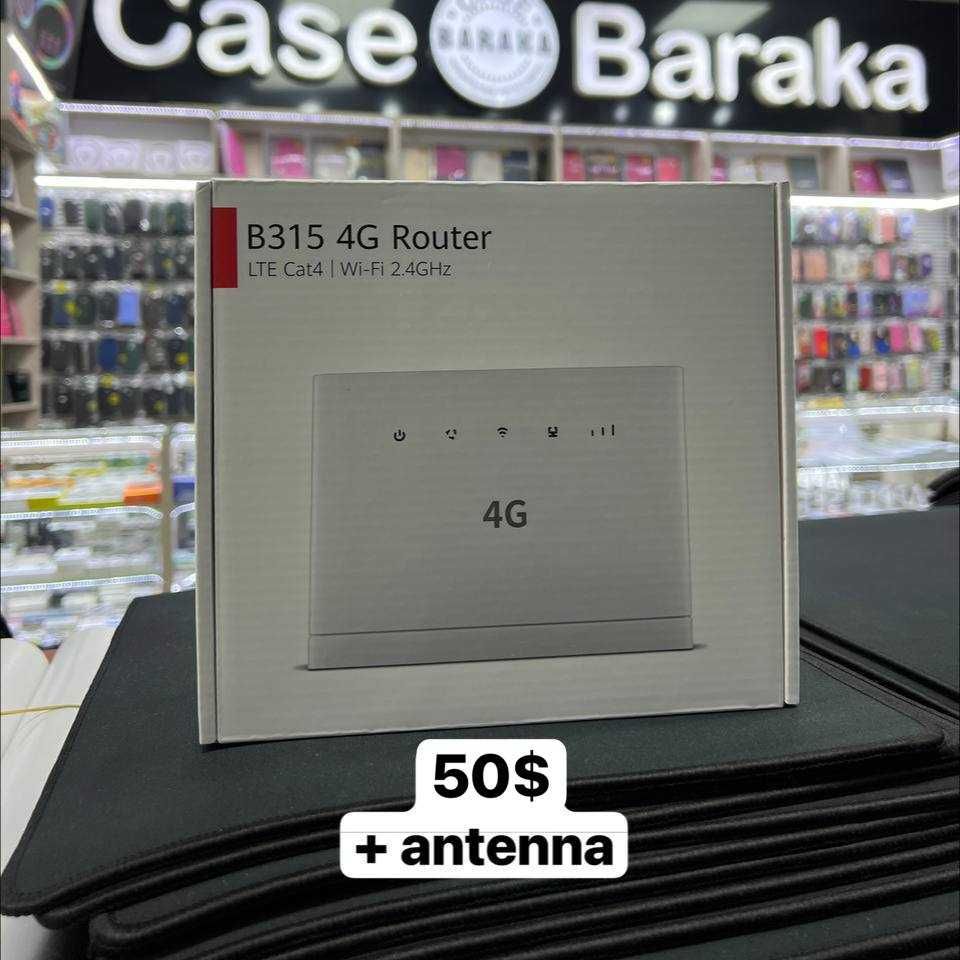 Case Baraka
BARAKA
B315 4G Router
LTE Cat4 | Wi-Fi 2.4GHz
4G
50$
+ antenna